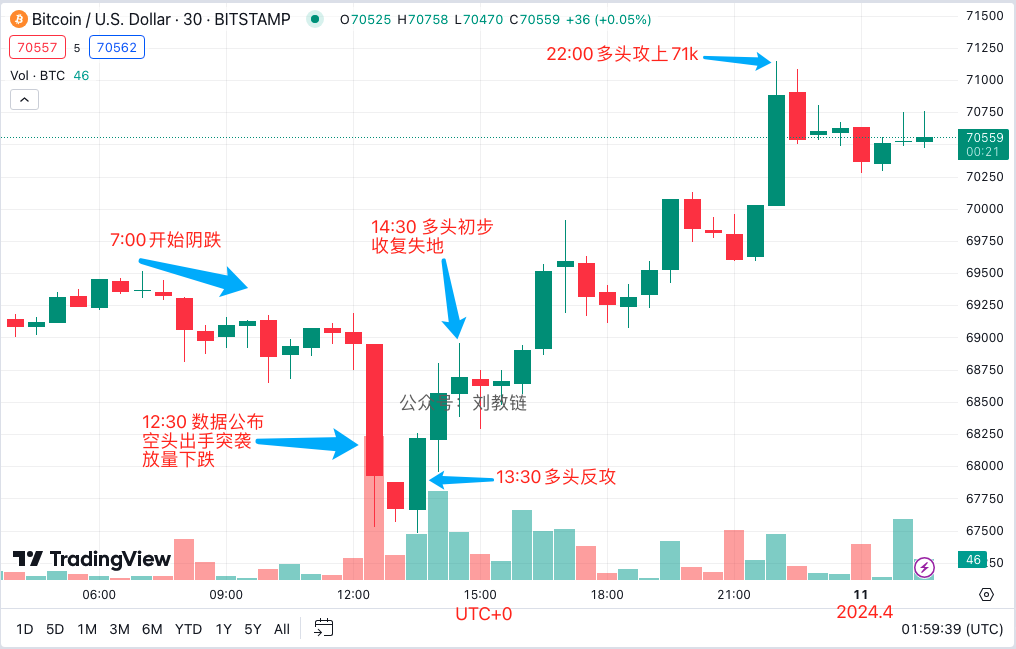 Bitcoin / U.S. Dollar · 30 · BITSTAMP O70525 H70758 L70470 C70559 +36 (+0.05%)
70557 5 70562
Vol · BTC 46
71500
71250
71000
70750
70559
00:21
70250
70000
69750
69500
69250
69000
68750
68500
68250
68000
67750
67500
46
50
22:00 多头攻上 71k
7:00 开始阴跌
14:30 多头初步
收复失地
公众号：刘教链
12:30 数据公布
空头出手突袭
放量下跌
13:30 多头反攻
TradingView
06:00 09:00 12:00 15:00 18:00 21:00 11
UTC+0
2024.4
1D 5D 1M 3M 6M YTD 1Y 5Y All
01:59:39 (UTC)